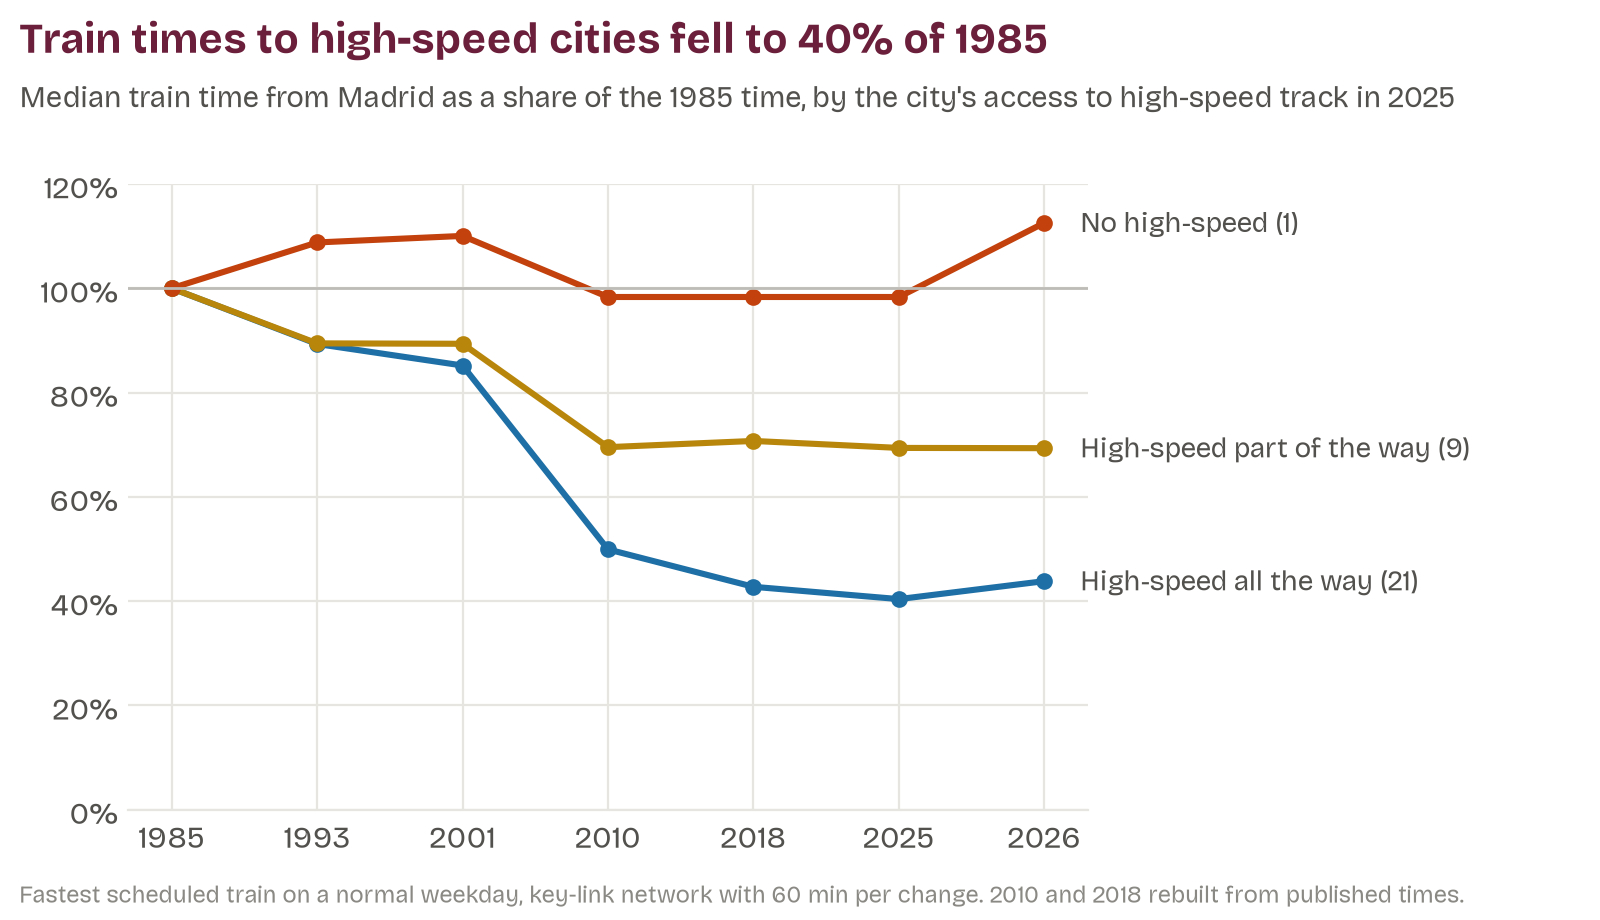 Train times to high-speed cities fell to 40% of 1985
Median train time from Madrid as a share of the 1985 time, by the city's access to high-speed track in 2025
120%
100%
80%
60%
40%
20%
0%
No high-speed (1)
High-speed part of the way (9)
High-speed all the way (21)
1985 1993 2001 2010 2018 2025 2026
Fastest scheduled train on a normal weekday, key-link network with 60 min per change. 2010 and 2018 rebuilt from published times.